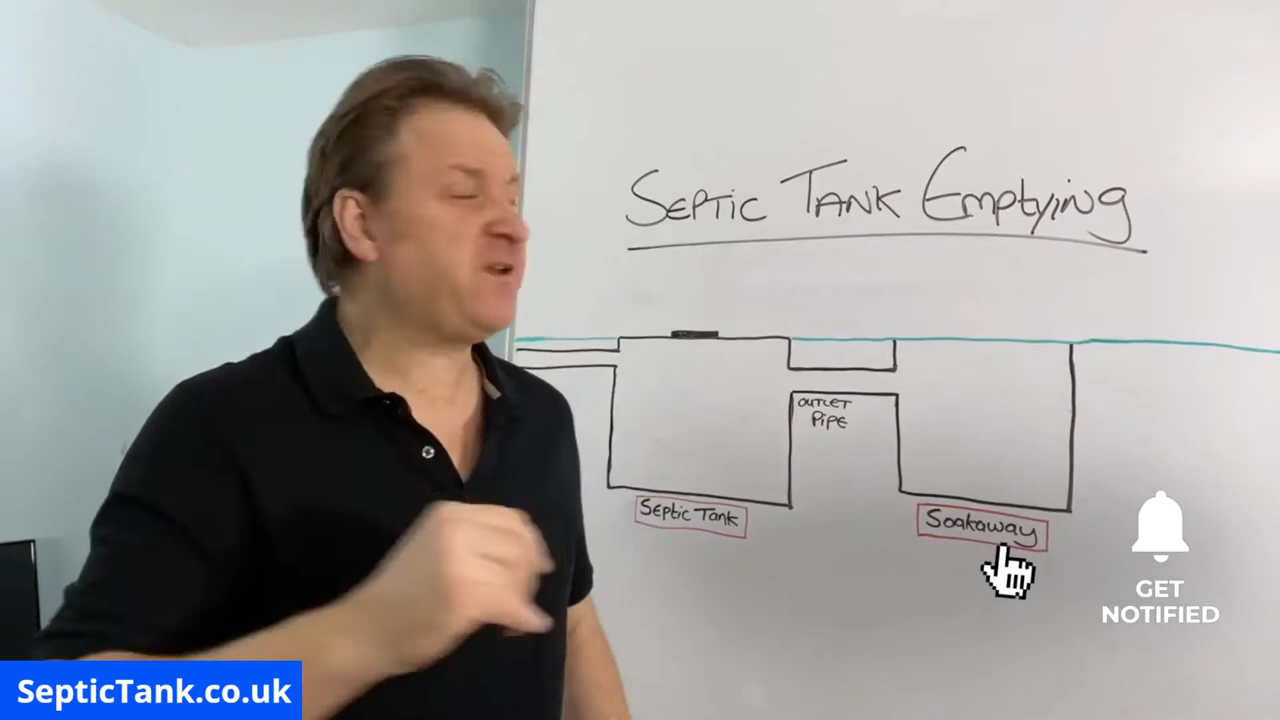 Septic Tank Emptying
OUTLET
PiPE
Septic Tank
Soakaway
GET
NOTIFIED
SepticTank.co.uk